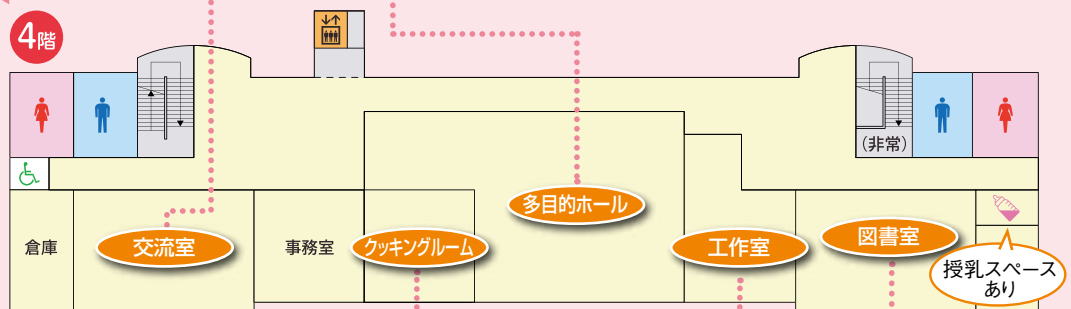 4階
(非常)
多目的ホール
倉庫
交流室
事務室
クッキングルーム
工作室
図書室
授乳スペース
あり